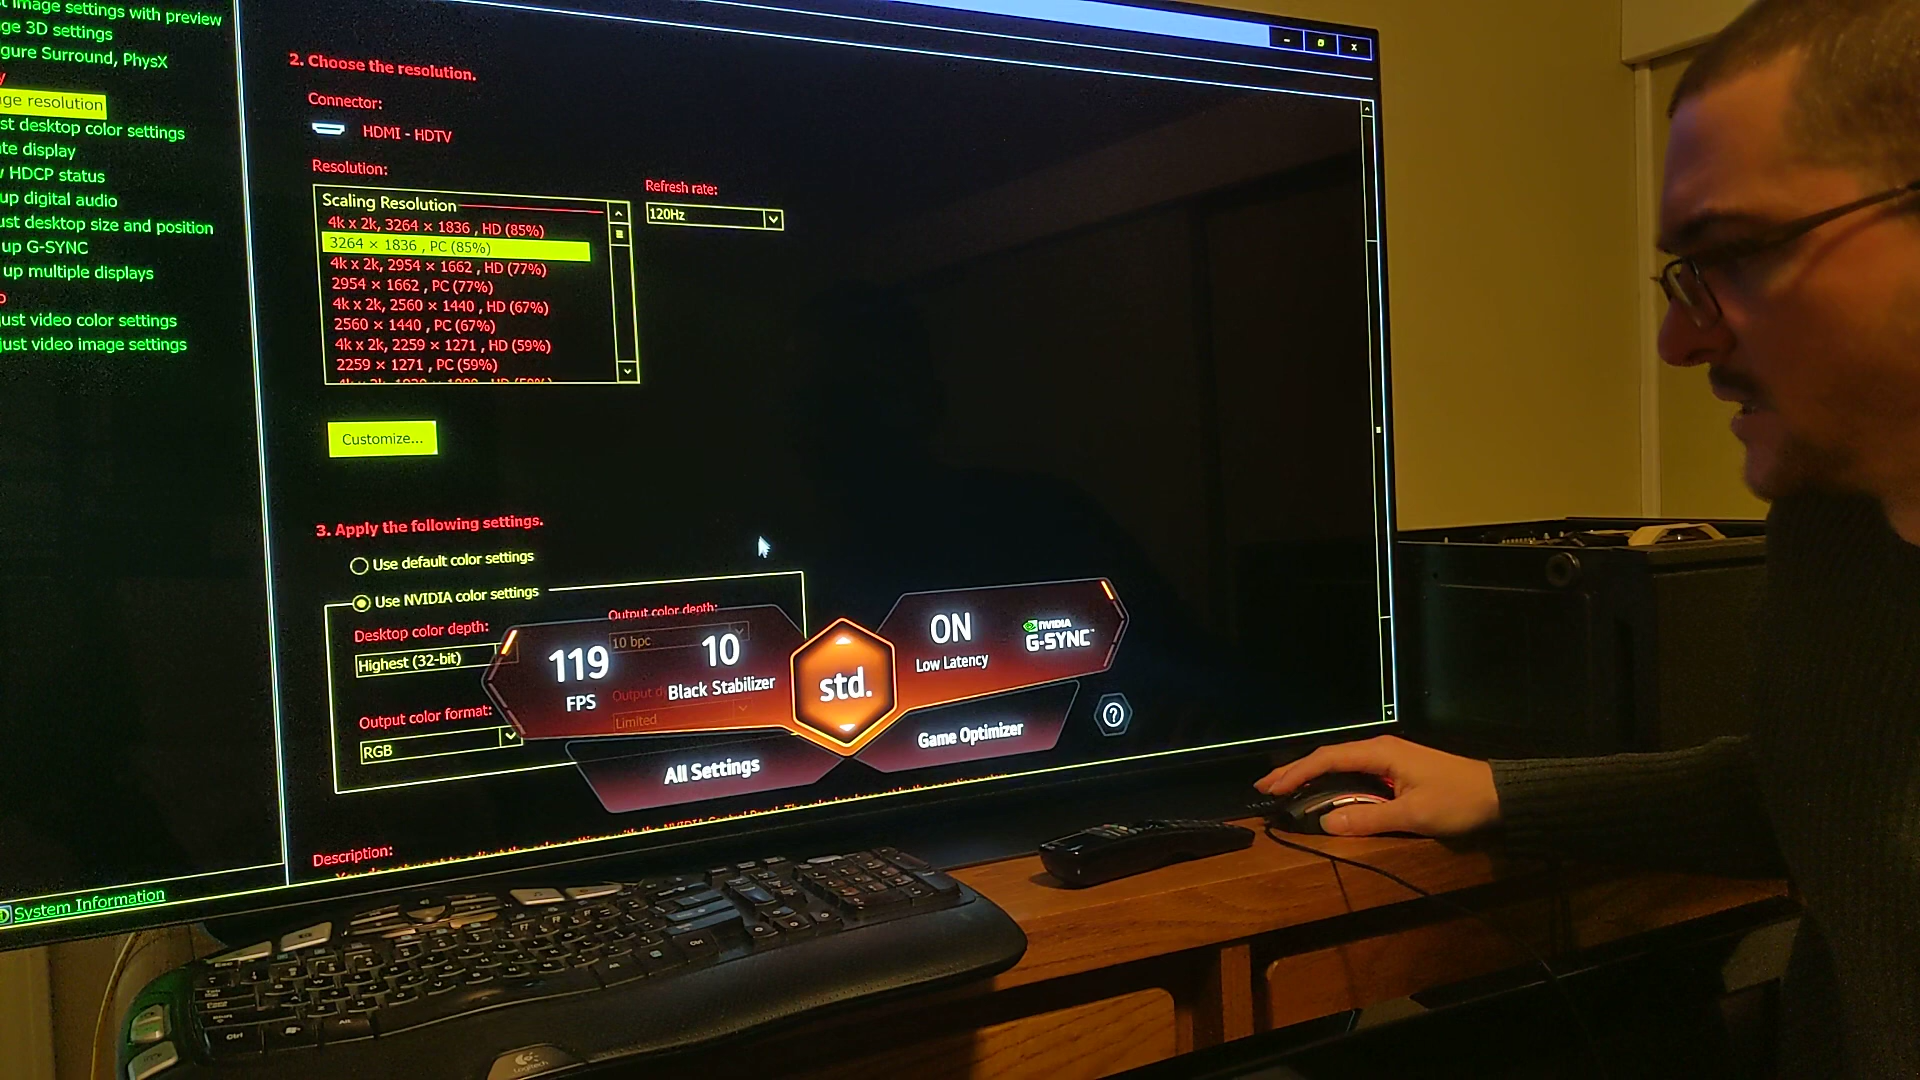 t image settings with preview
ge 3D settings
gure Surround, PhysX
y
ge resolution
st desktop color settings
te display
v HDCP status
up digital audio
ust desktop size and position
up G-SYNC
up multiple displays
o
just video color settings
just video image settings
System Information
2. Choose the resolution.
Connector:
HDMI - HDTV
Resolution:
Refresh rate:
120Hz
Scaling Resolution
4k x 2k, 3264 × 1836 , HD (85%)
3264 × 1836 , PC (85%)
4k x 2k, 2954 × 1662 , HD (77%)
2954 × 1662 , PC (77%)
4k x 2k, 2560 × 1440 , HD (67%)
2560 × 1440 , PC (67%)
4k x 2k, 2259 × 1271 , HD (59%)
2259 × 1271 , PC (59%)
Customize...
3. Apply the following settings.
Use default color settings
Use NVIDIA color settings
Desktop color depth:
Highest (32-bit)
Output color depth:
10 bpc
Output color format:
RGB
Output d
Limited
119
FPS
10
Black Stabilizer
std.
ON
Low Latency
NVIDIA
G-SYNC
All Settings
Game Optimizer
?
Description:
Logitech